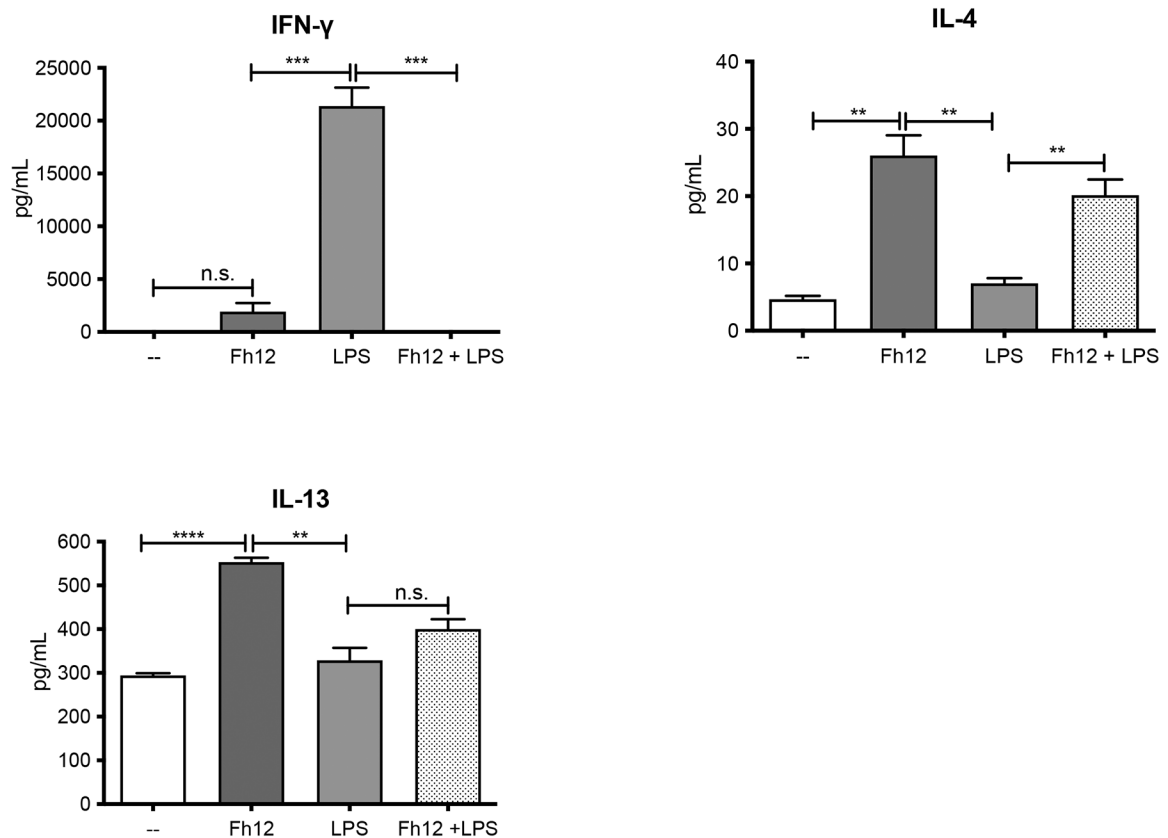 IFN-γ
25000
20000
15000
10000
5000
0
pg/mL
n.s.
***
***
--
Fh12
LPS
Fh12 + LPS
IL-4
40
30
20
10
0
pg/mL
**
**
**
--
Fh12
LPS
Fh12 + LPS
IL-13
600
500
400
300
200
100
0
pg/mL
****
**
n.s.
--
Fh12
LPS
Fh12 +LPS